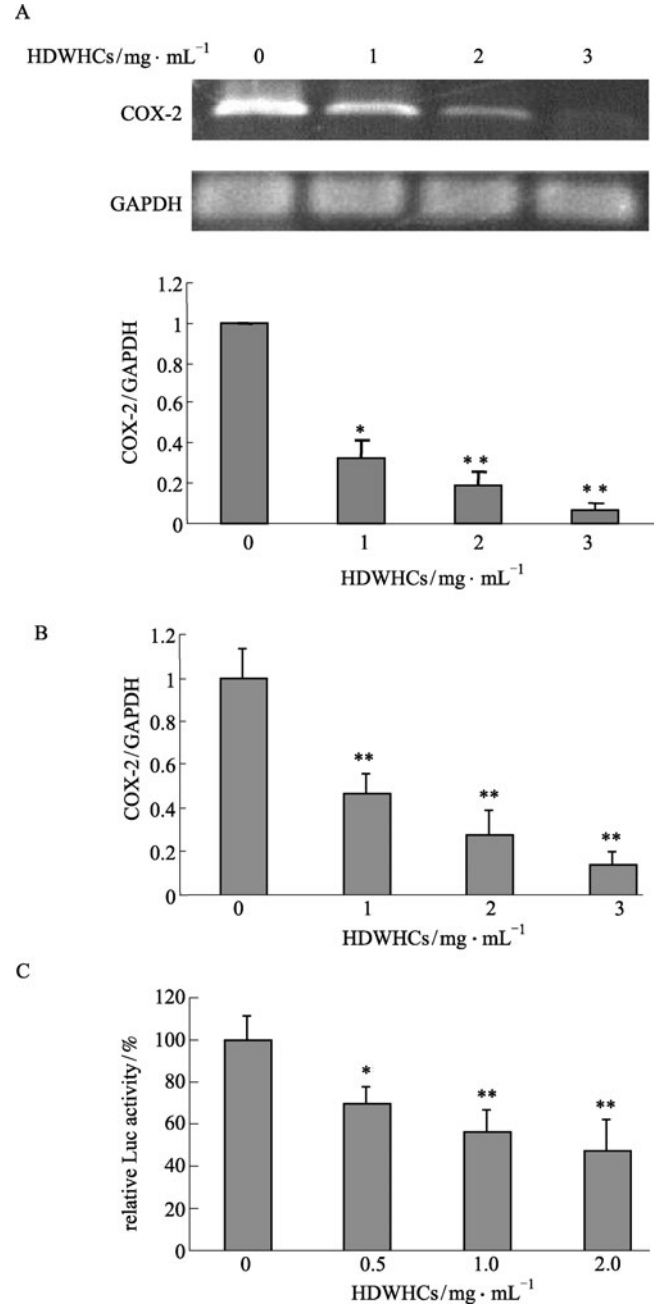 A
HDWHCs/mg · mL⁻¹ 0 1 2 3
COX-2
GAPDH
1.2
1
0.8
0.6
0.4
0.2
0
COX-2/GAPDH
*
* *
* *
0 1 2 3
HDWHCs/mg · mL⁻¹
B
1.2
1
0.8
0.6
0.4
0.2
0
COX-2/GAPDH
**
**
**
0 1 2 3
HDWHCs/mg · mL⁻¹
C
120
100
80
60
40
20
0
relative Luc activity/%
*
**
**
0 0.5 1.0 2.0
HDWHCs/mg · mL⁻¹